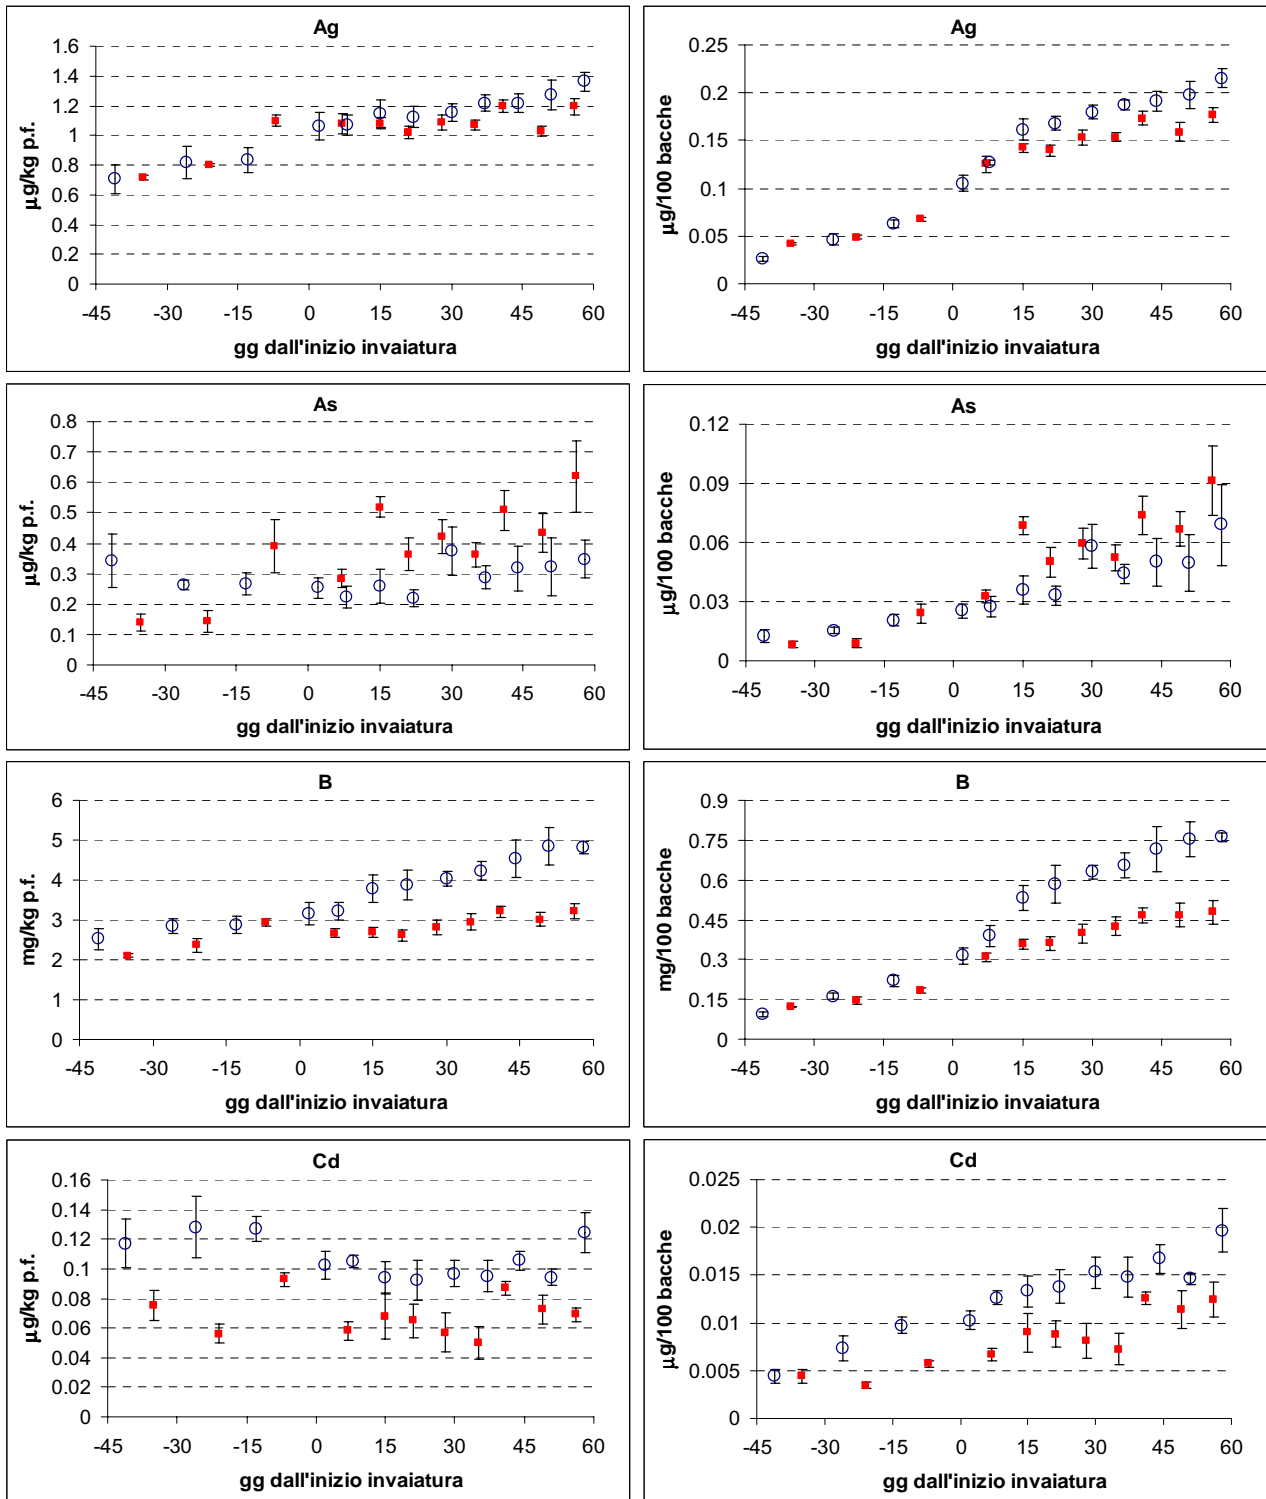 Ag
1.6
1.4
1.2
1
0.8
0.6
0.4
0.2
0
µg/kg p.f.
-45 -30 -15 0 15 30 45 60
gg dall'inizio invaiatura
Ag
0.25
0.2
0.15
0.1
0.05
0
µg/100 bacche
-45 -30 -15 0 15 30 45 60
gg dall'inizio invaiatura
As
0.8
0.7
0.6
0.5
0.4
0.3
0.2
0.1
0
µg/kg p.f.
-45 -30 -15 0 15 30 45 60
gg dall'inizio invaiatura
As
0.12
0.09
0.06
0.03
0
µg/100 bacche
-45 -30 -15 0 15 30 45 60
gg dall'inizio invaiatura
B
6
5
4
3
2
1
0
mg/kg p.f.
-45 -30 -15 0 15 30 45 60
gg dall'inizio invaiatura
B
0.9
0.75
0.6
0.45
0.3
0.15
0
mg/100 bacche
-45 -30 -15 0 15 30 45 60
gg dall'inizio invaiatura
Cd
0.16
0.14
0.12
0.1
0.08
0.06
0.04
0.02
0
µg/kg p.f.
-45 -30 -15 0 15 30 45 60
gg dall'inizio invaiatura
Cd
0.025
0.02
0.015
0.01
0.005
0
µg/100 bacche
-45 -30 -15 0 15 30 45 60
gg dall'inizio invaiatura